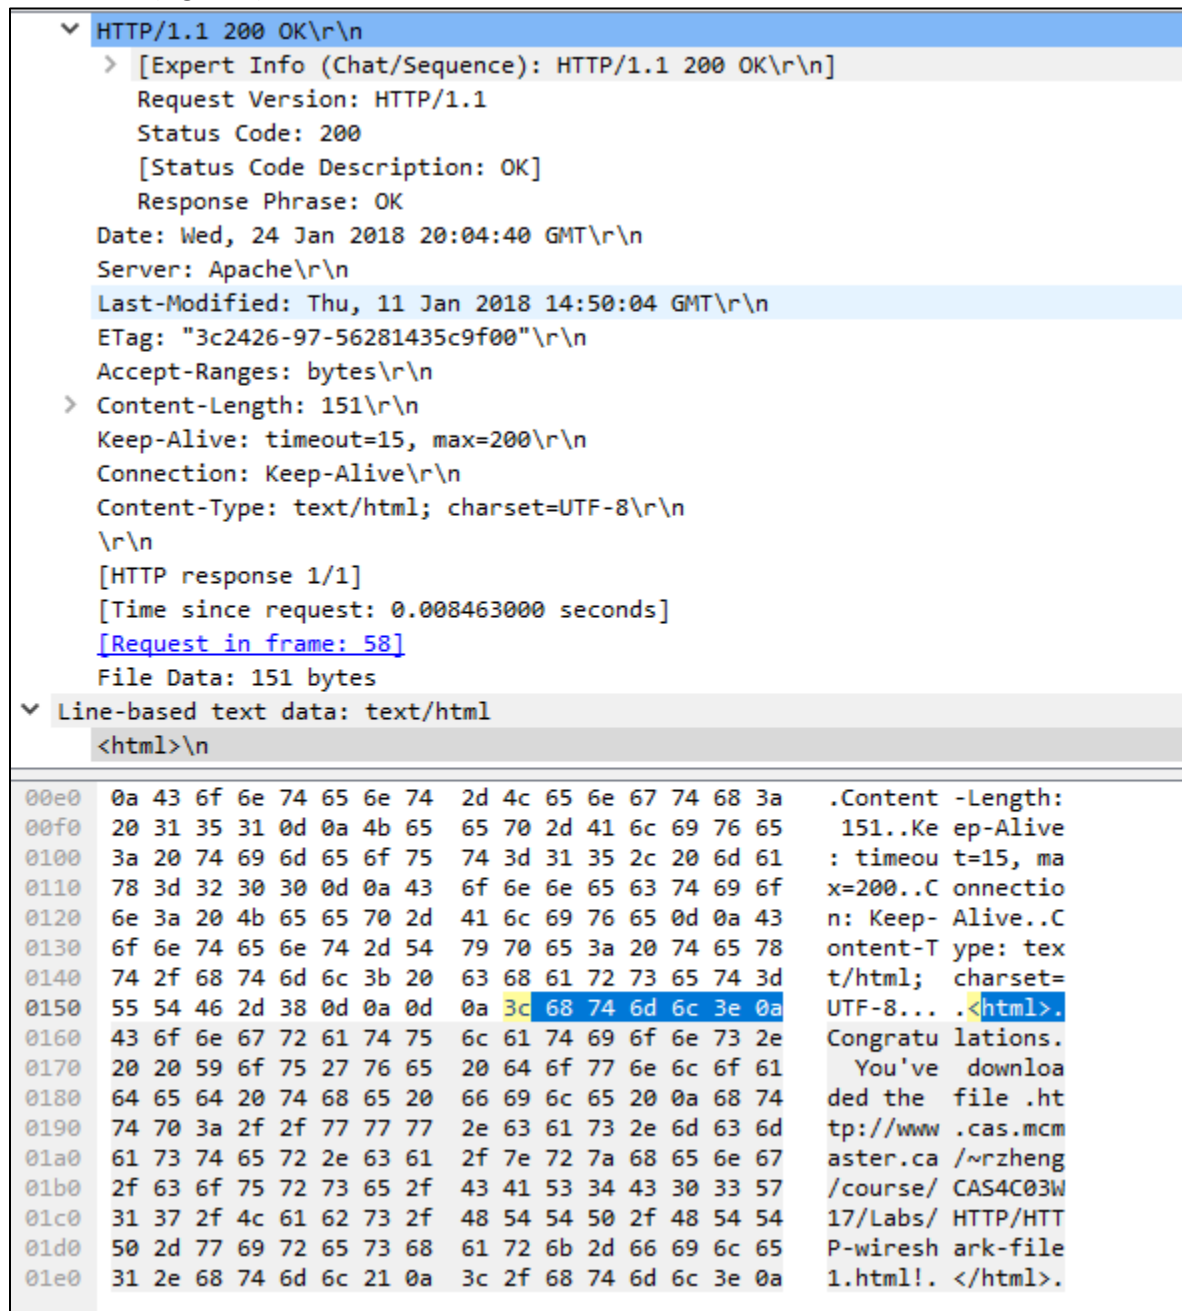 HTTP/1.1 200 OK\r\n
[Expert Info (Chat/Sequence): HTTP/1.1 200 OK\r\n]
Request Version: HTTP/1.1
Status Code: 200
[Status Code Description: OK]
Response Phrase: OK
Date: Wed, 24 Jan 2018 20:04:40 GMT\r\n
Server: Apache\r\n
Last-Modified: Thu, 11 Jan 2018 14:50:04 GMT\r\n
ETag: "3c2426-97-56281435c9f00"\r\n
Accept-Ranges: bytes\r\n
Content-Length: 151\r\n
Keep-Alive: timeout=15, max=200\r\n
Connection: Keep-Alive\r\n
Content-Type: text/html; charset=UTF-8\r\n
\r\n
[HTTP response 1/1]
[Time since request: 0.008463000 seconds]
[Request in frame: 58]
File Data: 151 bytes
Line-based text data: text/html
<html>\n
00e0 0a 43 6f 6e 74 65 6e 74 2d 4c 65 6e 67 74 68 3a .Content -Length:
00f0 20 31 35 31 0d 0a 4b 65 65 70 2d 41 6c 69 76 65 151..Ke ep-Alive
0100 3a 20 74 69 6d 65 6f 75 74 3d 31 35 2c 20 6d 61 : timeou t=15, ma
0110 78 3d 32 30 30 0d 0a 43 6f 6e 6e 65 63 74 69 6f x=200..C onnectio
0120 6e 3a 20 4b 65 65 70 2d 41 6c 69 76 65 0d 0a 43 n: Keep- Alive..C
0130 6f 6e 74 65 6e 74 2d 54 79 70 65 3a 20 74 65 78 ontent-T ype: tex
0140 74 2f 68 74 6d 6c 3b 20 63 68 61 72 73 65 74 3d t/html; charset=
0150 55 54 46 2d 38 0d 0a 0d 0a 3c 68 74 6d 6c 3e 0a UTF-8... .<html>.
0160 43 6f 6e 67 72 61 74 75 6c 61 74 69 6f 6e 73 2e Congratu lations.
0170 20 20 59 6f 75 27 76 65 20 64 6f 77 6e 6c 6f 61 You've downloa
0180 64 65 64 20 74 68 65 20 66 69 6c 65 20 0a 68 74 ded the file .ht
0190 74 70 3a 2f 2f 77 77 77 2e 63 61 73 2e 6d 63 6d tp://www .cas.mcm
01a0 61 73 74 65 72 2e 63 61 2f 7e 72 7a 68 65 6e 67 aster.ca /~rzheng
01b0 2f 63 6f 75 72 73 65 2f 43 41 53 34 43 30 33 57 /course/ CAS4C03W
01c0 31 37 2f 4c 61 62 73 2f 48 54 54 50 2f 48 54 54 17/Labs/ HTTP/HTT
01d0 50 2d 77 69 72 65 73 68 61 72 6b 2d 66 69 6c 65 P-wiresh ark-file
01e0 31 2e 68 74 6d 6c 21 0a 3c 2f 68 74 6d 6c 3e 0a 1.html!. </html>.